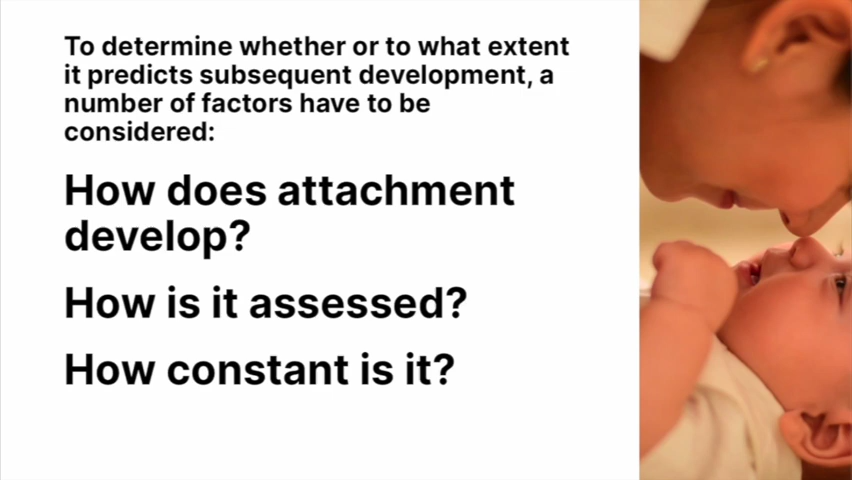 To determine whether or to what extent
it predicts subsequent development, a
number of factors have to be
considered:
How does attachment
develop?
How is it assessed?
How constant is it?